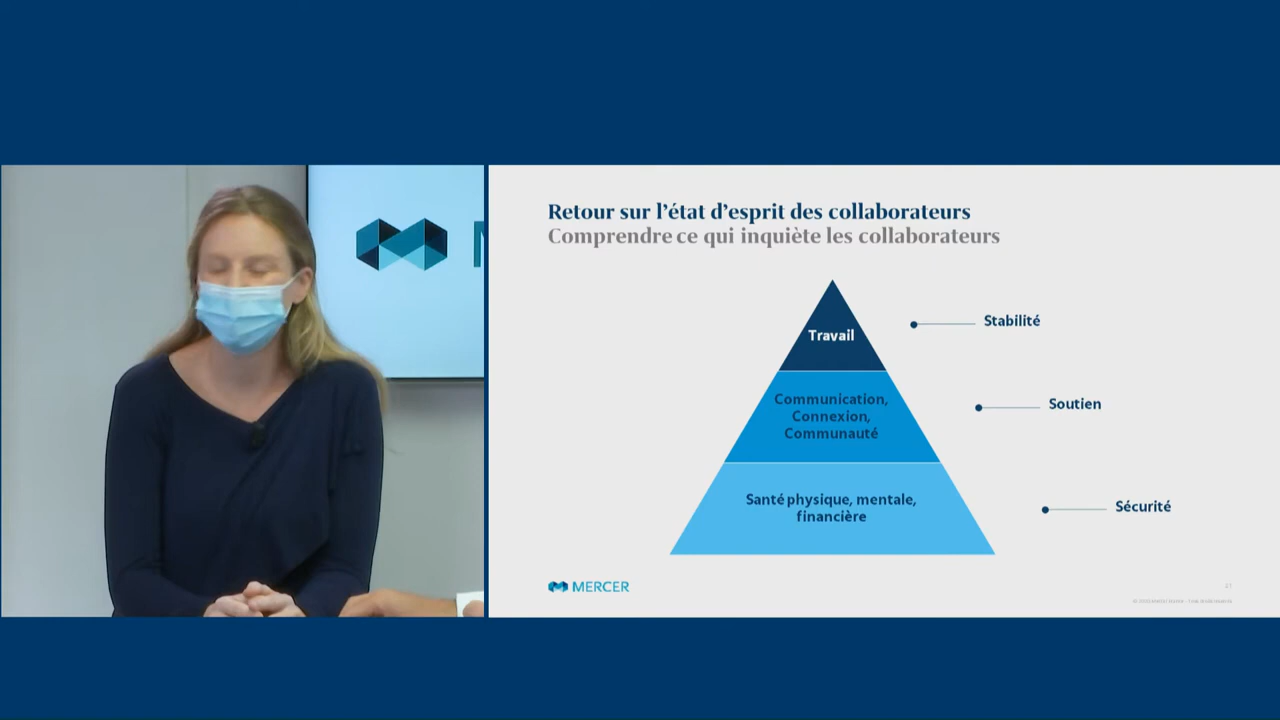 Retour sur l’état d’esprit des collaborateurs
Comprendre ce qui inquiète les collaborateurs
Travail
Stabilité
Communication,
Connexion,
Communauté
Soutien
Santé physique, mentale,
financière
Sécurité
MERCER